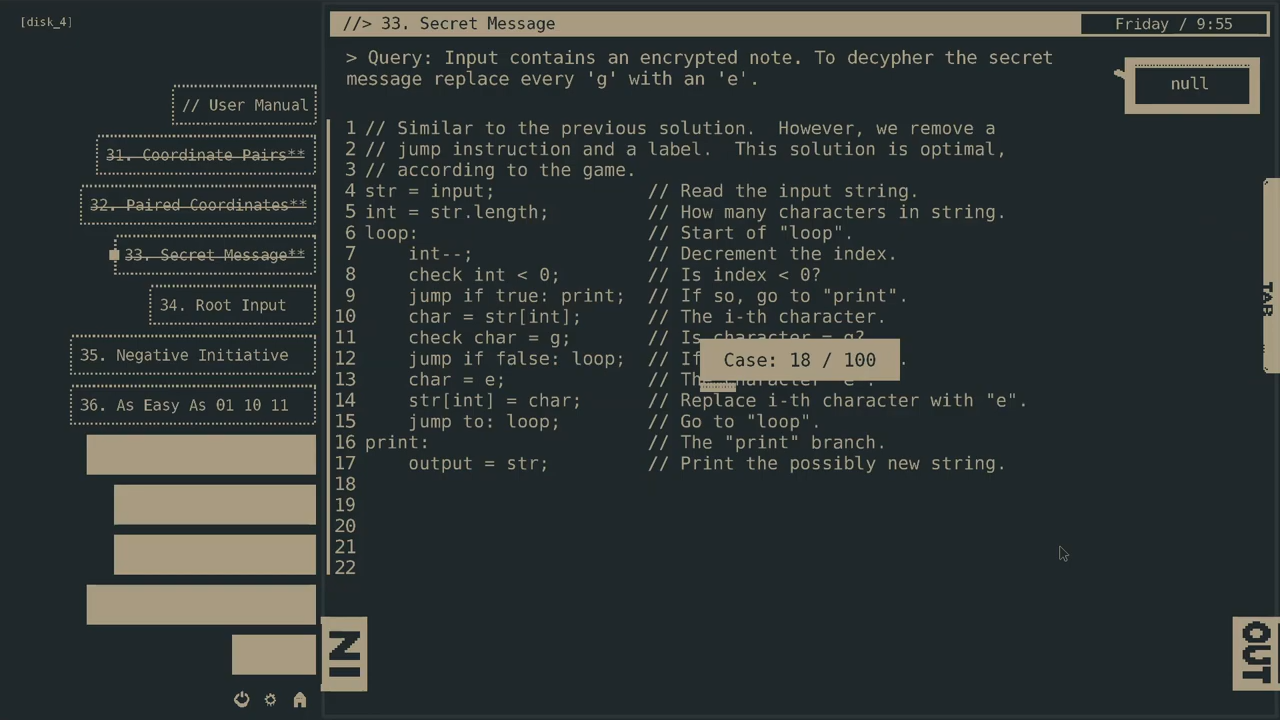 [disk_4]
//> 33. Secret Message
Friday / 9:55
> Query: Input contains an encrypted note. To decypher the secret
message replace every 'g' with an 'e'.
null
// User Manual
31. Coordinate Pairs**
32. Paired Coordinates**
33. Secret Message**
34. Root Input
35. Negative Initiative
36. As Easy As 01 10 11
1 // Similar to the previous solution.  However, we remove a
2 // jump instruction and a label.  This solution is optimal,
3 // according to the game.
4 str = input; // Read the input string.
5 int = str.length; // How many characters in string.
6 loop: // Start of "loop".
7 int--; // Decrement the index.
8 check int < 0; // Is index < 0?
9 jump if true: print; // If so, go to "print".
10 char = str[int]; // The i-th character.
11 check char = g; // Is character = g?
12 jump if false: loop; // If
13 char = e; // The character "e".
14 str[int] = char; // Replace i-th character with "e".
15 jump to: loop; // Go to "loop".
16 print: // The "print" branch.
17 output = str; // Print the possibly new string.
18
19
20
21
22
Case: 18 / 100
TAB
IN
OUT